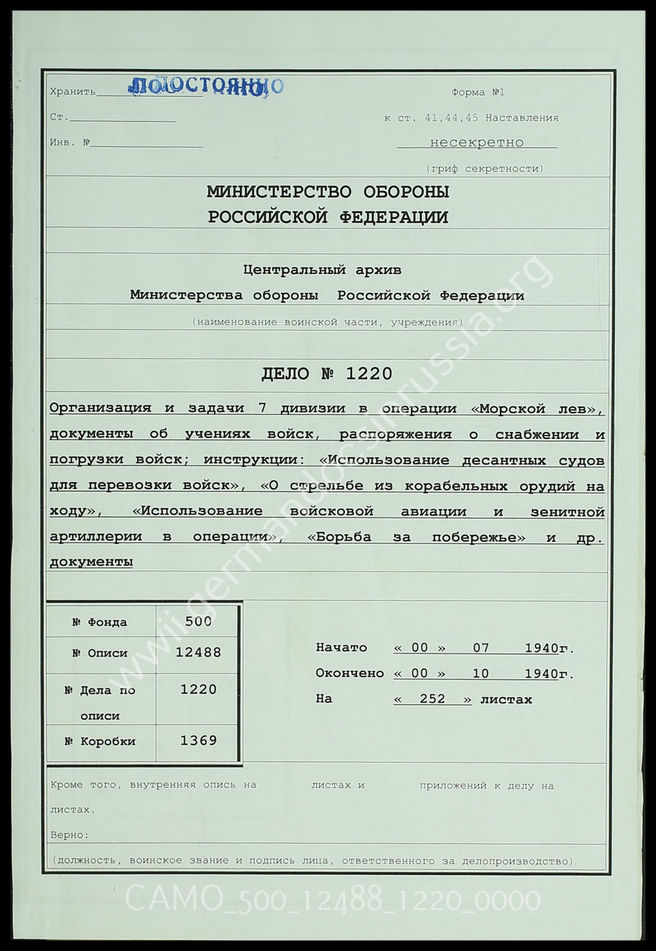 Хранить ПОСТОЯННО
Форма №1
Ст.
к ст. 41,44,45 Наставления
Инв. №
несекретно
(гриф секретности)
МИНИСТЕРСТВО ОБОРОНЫ
РОССИЙСКОЙ ФЕДЕРАЦИИ
Центральный архив
Министерства обороны Российской Федерации
(наименование воинской части, учреждения)
ДЕЛО № 1220
Организация и задачи 7 дивизии в операции «Морской лев»,
документы об учениях войск, распоряжения о снабжении и
погрузки войск; инструкции: «Использование десантных судов
для перевозки войск», «О стрельбе из корабельных орудий на
ходу», «Использование войсковой авиации и зенитной
артиллерии в операции», «Борьба за побережье» и др.
документы
№ Фонда 500
№ Описи 12488
№ Дела по описи 1220
№ Коробки 1369
Начато « 00 » 07 1940г.
Окончено « 00 » 10 1940г.
На « 252 » листах
Кроме того, внутренняя опись на листах и приложений к делу на
листах.
Верно:
(должность, воинское звание и подпись лица, ответственного за делопроизводство)
www.germandocsinrussia.org
CAMO_500_12488_1220_0000